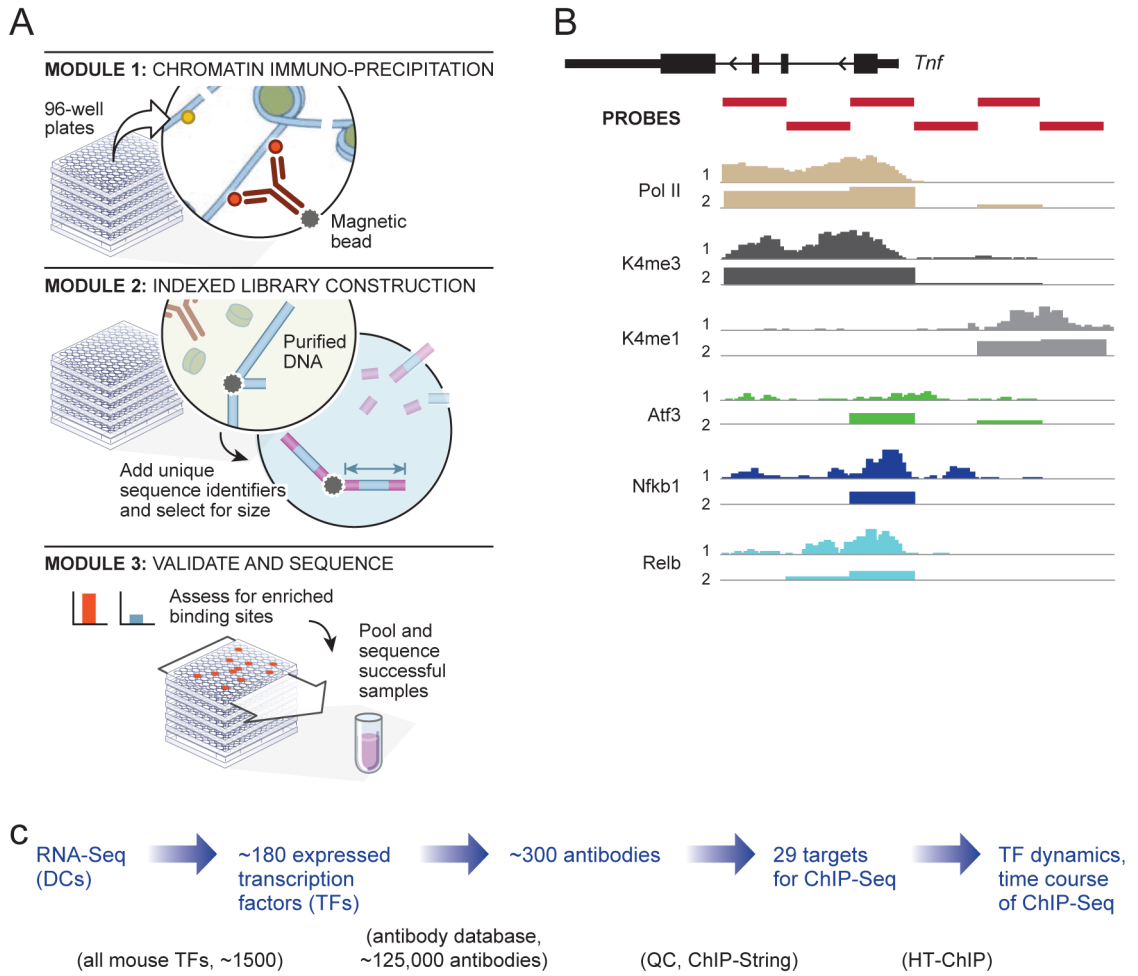 A
MODULE 1: CHROMATIN IMMUNO-PRECIPITATION
96-well
plates
Magnetic
bead
MODULE 2: INDEXED LIBRARY CONSTRUCTION
Purified
DNA
Add unique
sequence identifiers
and select for size
MODULE 3: VALIDATE AND SEQUENCE
Assess for enriched
binding sites
Pool and
sequence
successful
samples
B
Tnf
PROBES
Pol II
1
2
K4me3
1
2
K4me1
1
2
Atf3
1
2
Nfkb1
1
2
Relb
1
2
c
RNA-Seq
(DCs)
~180 expressed
transcription
factors (TFs)
~300 antibodies
29 targets
for ChIP-Seq
TF dynamics,
time course
of ChIP-Seq
(all mouse TFs, ~1500)
(antibody database,
~125,000 antibodies)
(QC, ChIP-String)
(HT-ChIP)